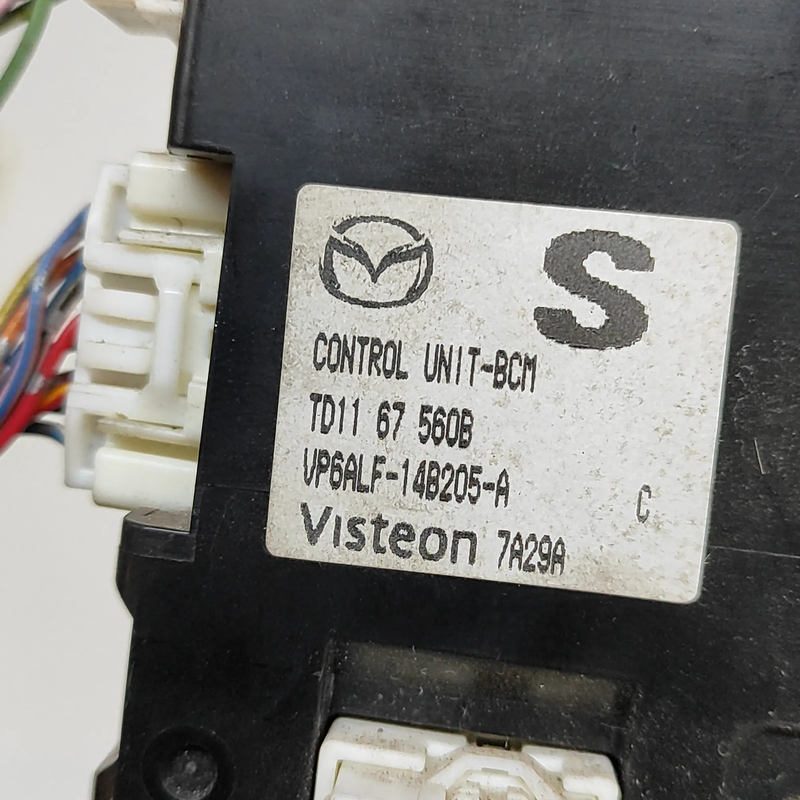 S
CONTROL UNIT-BCM
TD11 67 560B
VP6ALF-14B205-A
C
Visteon 7A29A